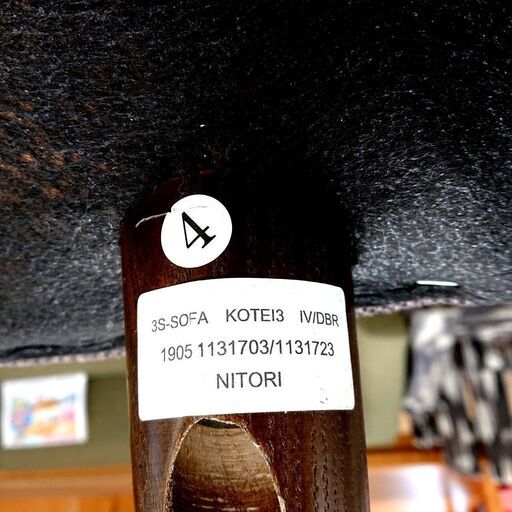 4
3S-SOFA KOTEI3 IV/DBR
1905 1131703/1131723
NITORI